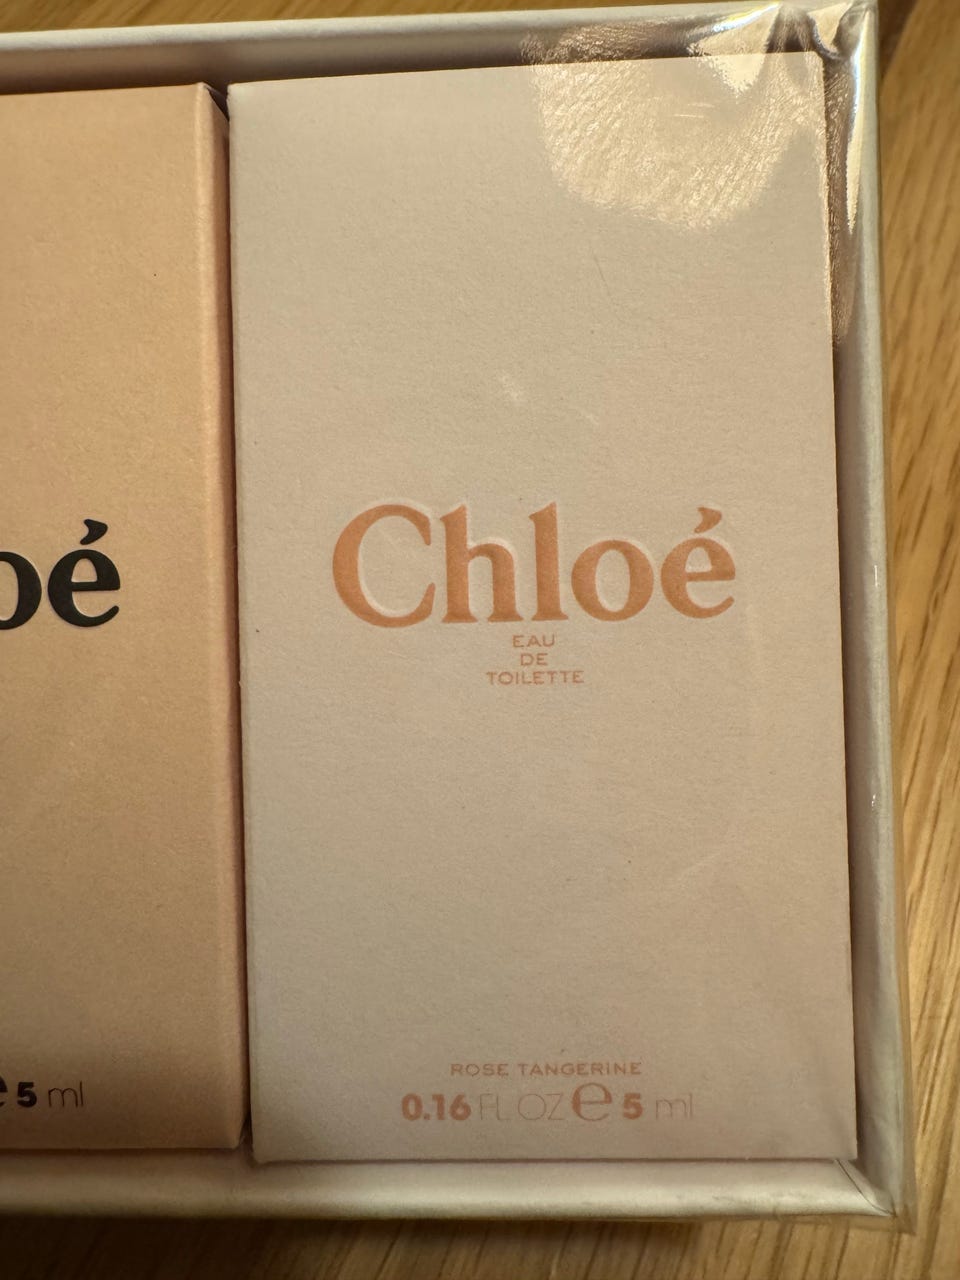 Chloé
EAU
DE
TOILETTE
ROSE TANGERINE
0.16 FL OZ e 5 ml
oé
e 5 ml